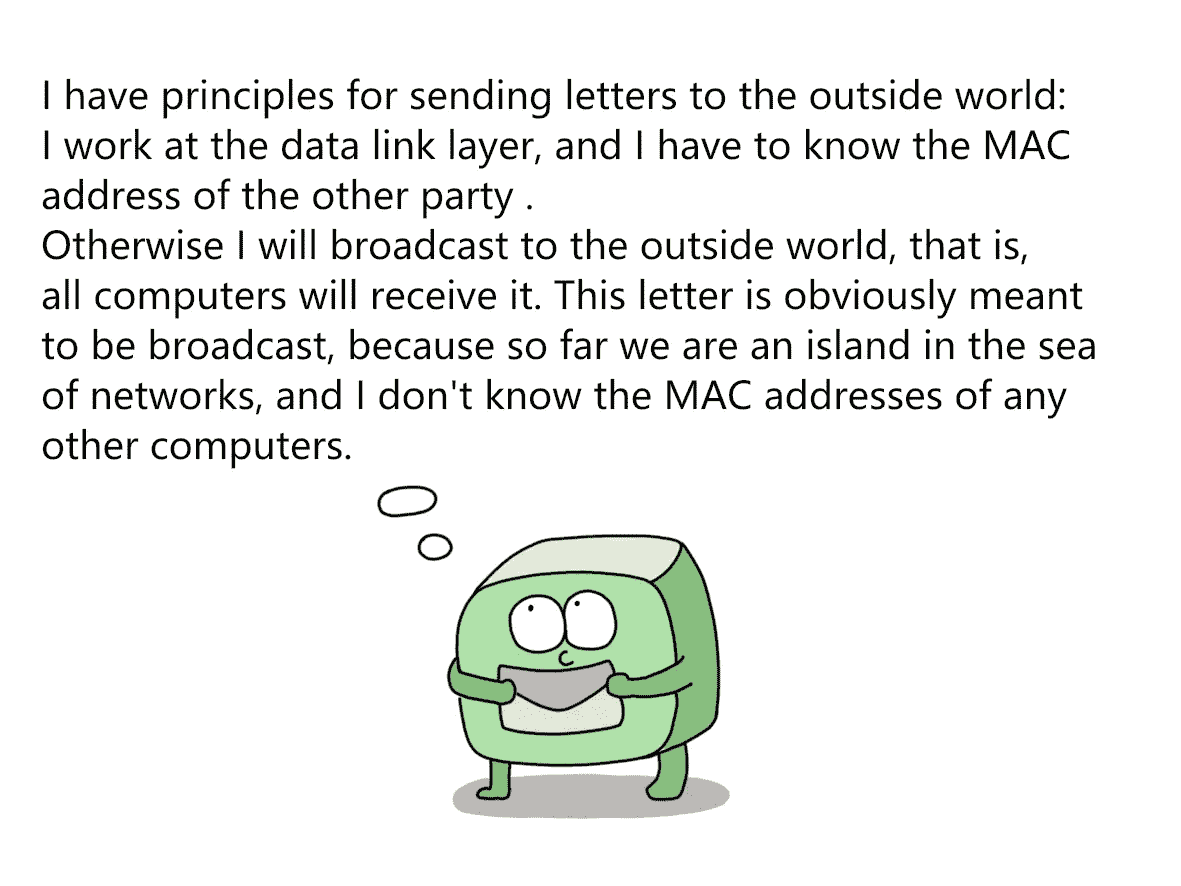 I have principles for sending letters to the outside world:
I work at the data link layer, and I have to know the MAC
address of the other party .
Otherwise I will broadcast to the outside world, that is,
all computers will receive it. This letter is obviously meant
to be broadcast, because so far we are an island in the sea
of networks, and I don't know the MAC addresses of any
other computers.